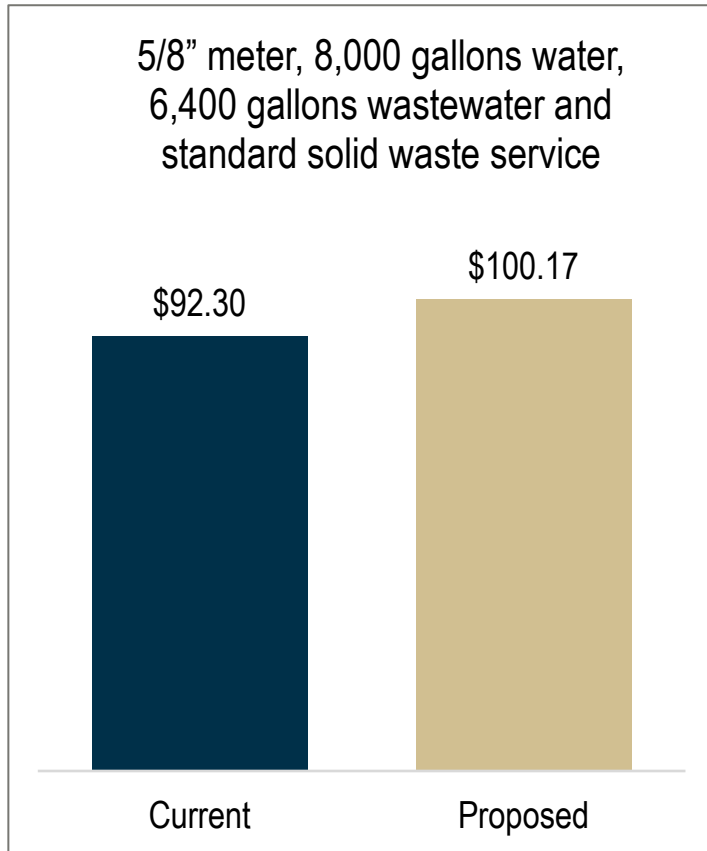 5/8” meter, 8,000 gallons water,
6,400 gallons wastewater and
standard solid waste service
$92.30
$100.17
Current
Proposed